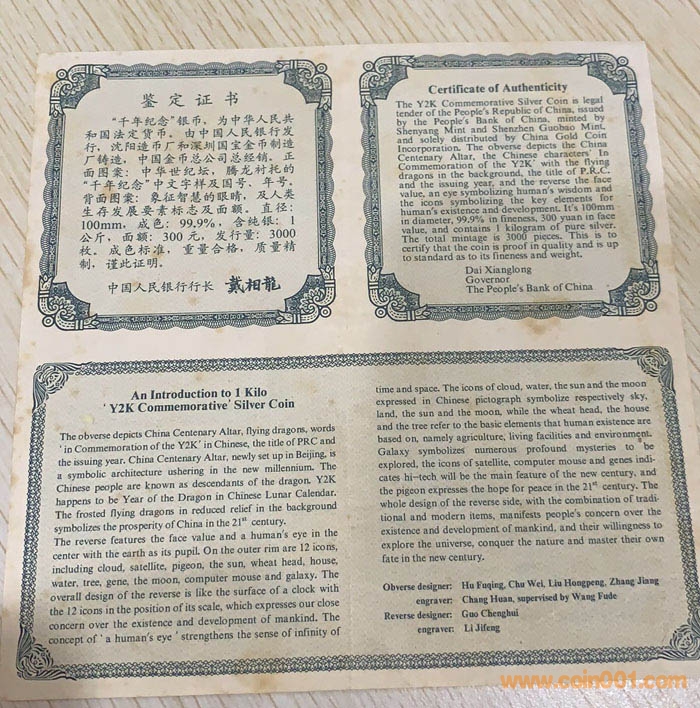 鉴定证书
“千年纪念”银币，为中华人民共
和国法定货币。由中国人民银行发
行，沈阳造币厂和深圳国宝金币制造
厂铸造，中国金币总公司总经销。正
面图案：中华世纪坛，腾龙衬托的
“千年纪念”中文字样及国号、年号。
背面图案：象征智慧的眼睛，及人类
生存发展要素标志及面额。直径：
100mm，成色：99.9%，含纯银：1
公斤，面额：300元，发行量：3000
枚。成色标准，重量合格，质量精
制，谨此证明。
中国人民银行行长 戴相龍
Certificate of Authenticity
The Y2K Commemorative Silver Coin is legal
tender of the People's Republic of China, issued
by the People's Bank of China, minted by
Shenyang Mint and Shenzhen Guobao Mint,
and solely distributed by China Gold Coin
Incorporation. The obverse depicts the China
Centenary Altar, the Chinese characters' In
Commemoration of the Y2K' with the flying
dragons in the background, the title of P.R.C.
and the issuing year, and the reverse the face
value, an eye symbolizing human's wisdom and
the icons symbolizing the key elements for
human's existence and development. It's 100mm
in diameter, 99.9% in fineness, 300 yuan in face
value, and contains 1 kilogram of pure silver.
The total mintage is 3000 pieces. This is to
certify that the coin is proof in quality and is up
to standard as to its fineness and weight.
Dai Xianglong
Governor
The People's Bank of China
An Introduction to 1 Kilo
'Y2K Commemorative' Silver Coin
The obverse depicts China Centenary Altar, flying dragons, words
'in Commemoration of the Y2K' in Chinese, the title of PRC and
the issuing year. China Centenary Altar, newly set up in Beijing, is
a symbolic architecture ushering in the new millennium. The
Chinese people are known as descendants of the dragon. Y2K
happens to be Year of the Dragon in Chinese Lunar Calendar.
The frosted flying dragons in reduced relief in the background
symbolizes the prosperity of China in the 21st century.
The reverse features the face value and a human's eye in the
center with the earth as its pupil. On the outer rim are 12 icons,
including cloud, satellite, pigeon, the sun, wheat head, house,
water, tree, gene, the moon, computer mouse and galaxy. The
overall design of the reverse is like the surface of a clock with
the 12 icons in the position of its scale, which expresses our close
concern over the existence and development of mankind. The
concept of 'a human's eye' strengthens the sense of infinity of
time and space. The icons of cloud, water, the sun and the moon
expressed in Chinese pictograph symbolize respectively sky,
land, the sun and the moon, while the wheat head, the house
and the tree refer to the basic elements that human existence are
based on, namely agriculture, living facilities and environment.
Galaxy symbolizes numerous profound mysteries to be
explored, the icons of satellite, computer mouse and genes indi-
cates hi-tech will be the main feature of the new century, and
the pigeon expresses the hope for peace in the 21st century. The
whole design of the reverse side, with the combination of tradi-
tional and modern items, manifests people's concern over the
existence and development of mankind, and their willingness to
explore the universe, conquer the nature and master their own
fate in the new century.
Obverse designer: Hu Fuqing, Chu Wei, Liu Hongpeng, Zhang Jiang
engraver: Chang Huan, supervised by Wang Fude
Reverse designer: Guo Chenghui
engraver: Li Jifeng
www.coin001.com